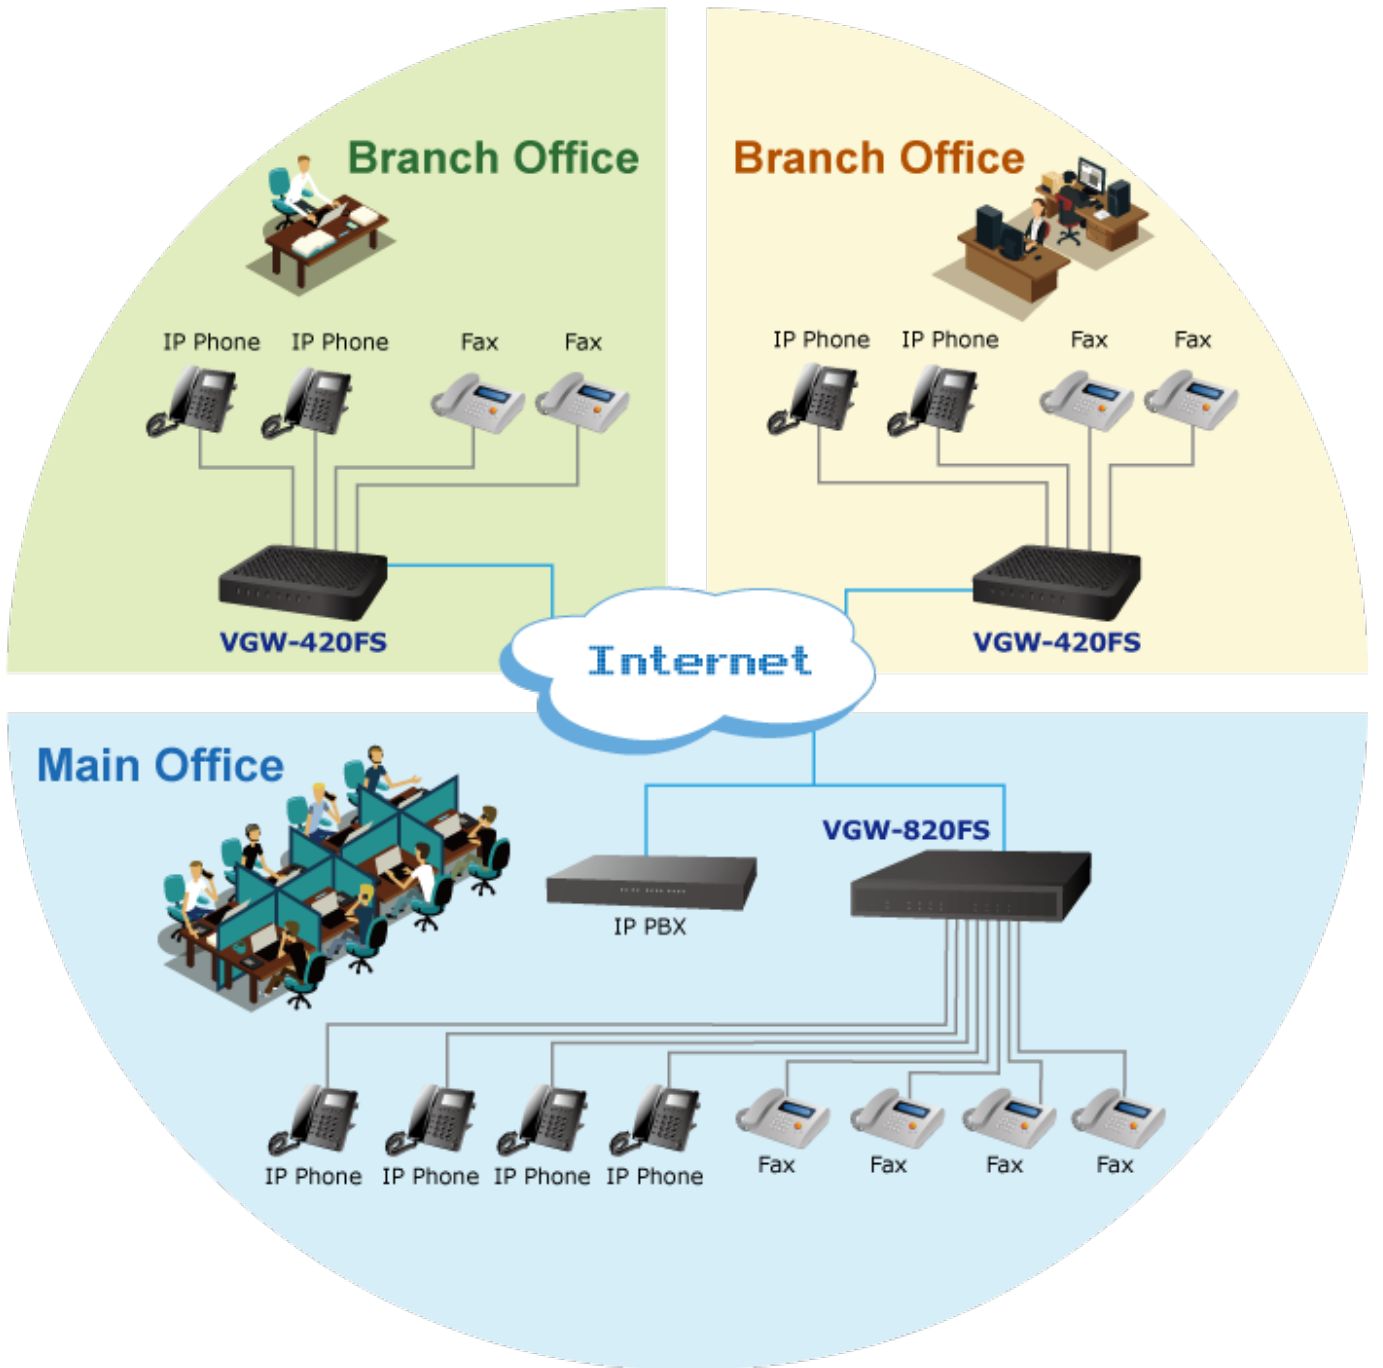 Branch Office
IP Phone
IP Phone
Fax
Fax
VGW-420FS
Branch Office
IP Phone
IP Phone
Fax
Fax
VGW-420FS
Internet
Main Office
VGW-820FS
IP PBX
IP Phone
IP Phone
IP Phone
IP Phone
Fax
Fax
Fax
Fax